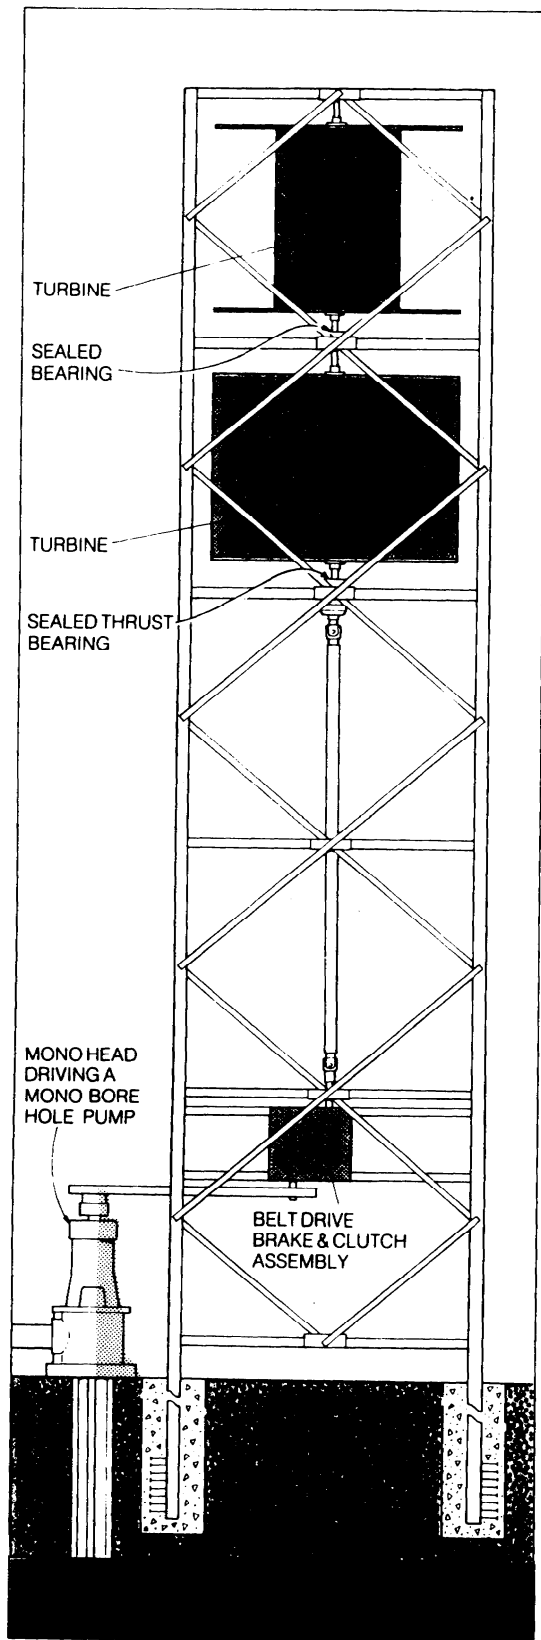 TURBINE
SEALED
BEARING
TURBINE
SEALED THRUST
BEARING
MONO HEAD
DRIVING A
MONO BORE
HOLE PUMP
BELT DRIVE
BRAKE & CLUTCH
ASSEMBLY